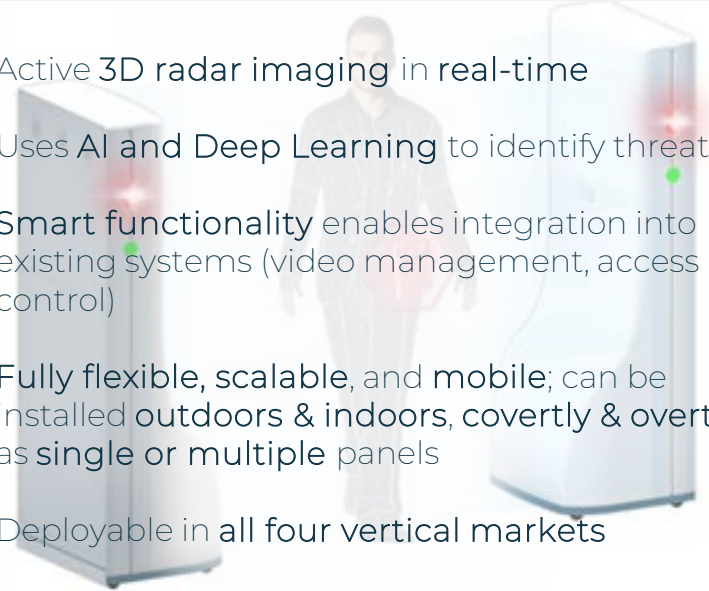 Active 3D radar imaging in real-time
Uses AI and Deep Learning to identify threat
Smart functionality enables integration into
existing systems (video management, access
control)
Fully flexible, scalable, and mobile; can be
installed outdoors & indoors, covertly & overt
as single or multiple panels
Deployable in all four vertical markets